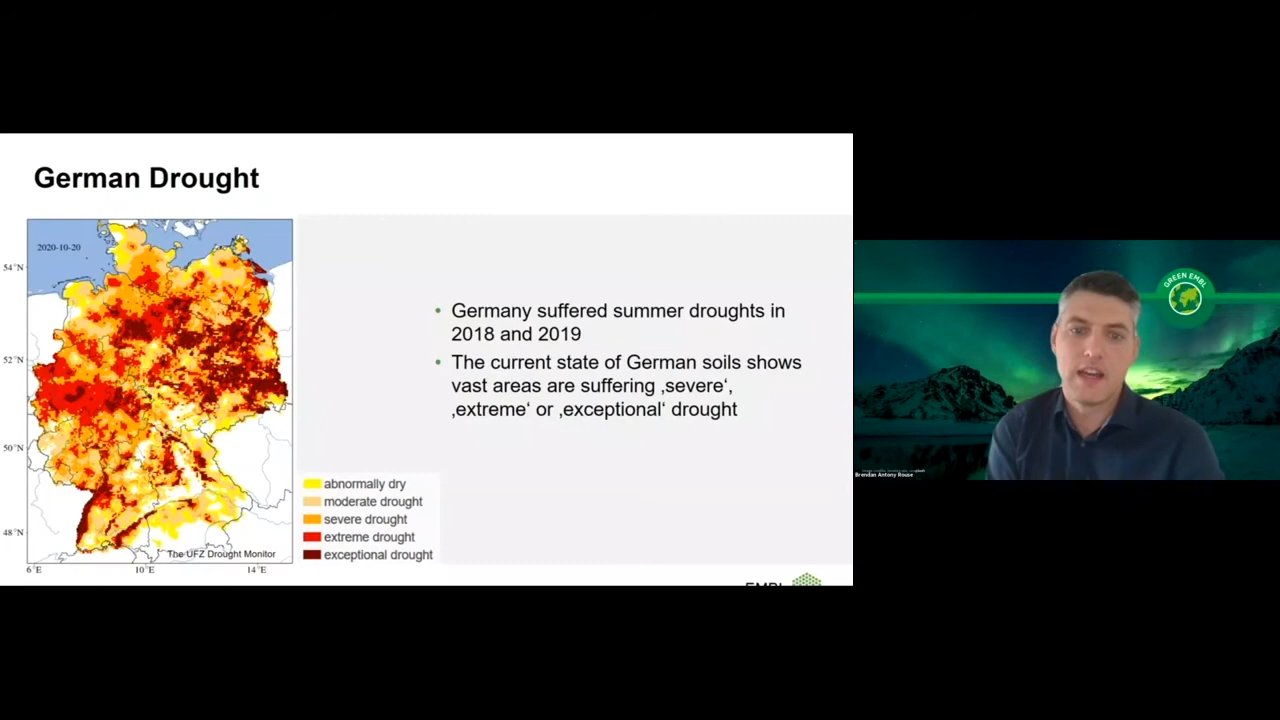 German Drought
2020-10-20
54°N
52°N
50°N
48°N
6°E
10°E
14°E
The UFZ Drought Monitor
abnormally dry
moderate drought
severe drought
extreme drought
exceptional drought
• Germany suffered summer droughts in
2018 and 2019
• The current state of German soils shows
vast areas are suffering ‚severe‘,
‚extreme‘ or ‚exceptional‘ drought
EMBL
GREEN EMBL
Brendan Antony Rouse